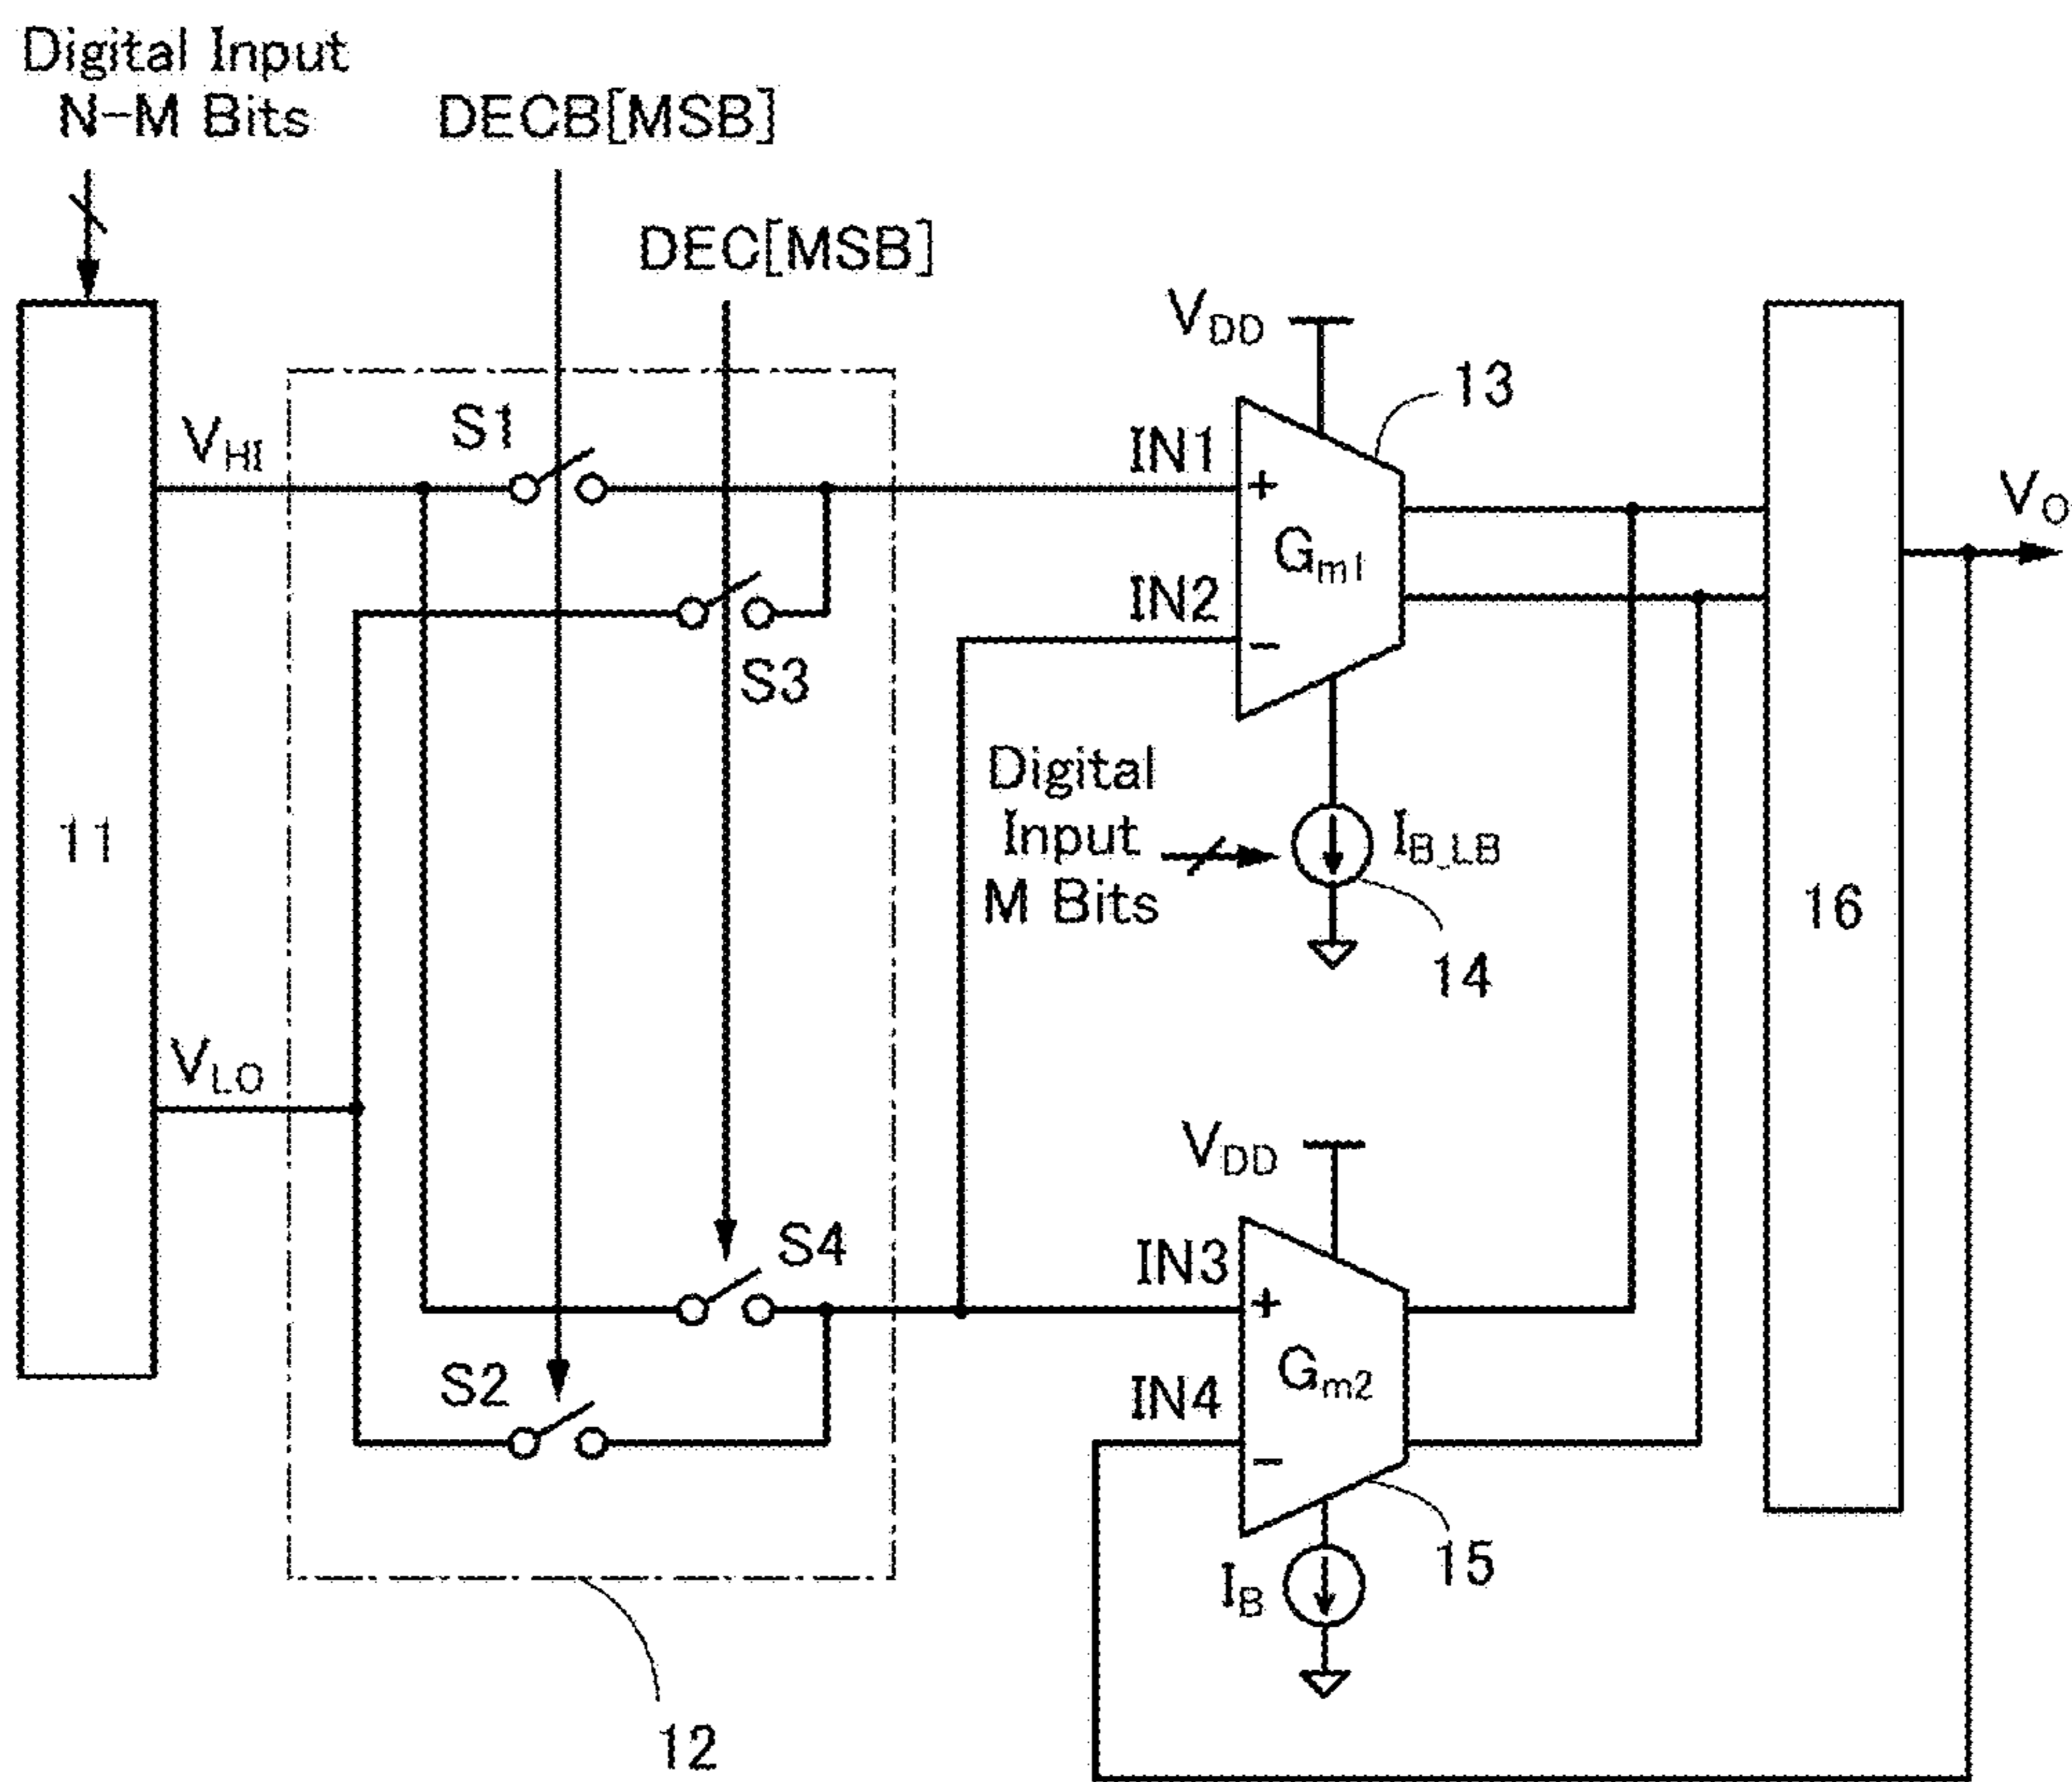 Digital Input
N-M Bits
DECB[MSB]
DEC[MSB]
VDD
13
VHI
S1
IN1
+
Gm1
VO
IN2
-
S3
Digital
Input
M Bits
IB_LB
11
14
16
VLO
VDD
S4
IN3
+
Gm2
S2
IN4
-
15
IB
12